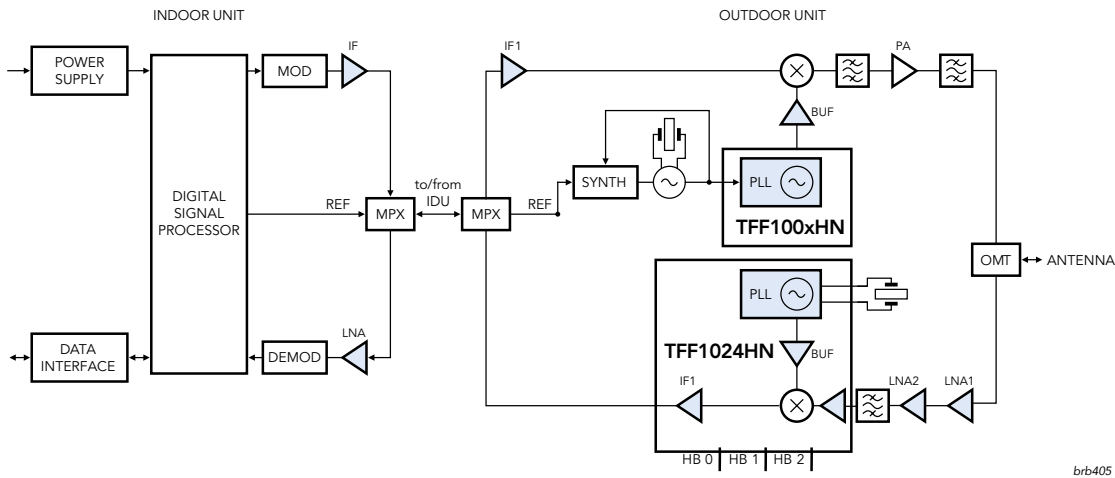 INDOOR UNIT
OUTDOOR UNIT
POWER
SUPPLY
MOD
IF
IF1
PA
BUF
DIGITAL
SIGNAL
PROCESSOR
REF
MPX
to/from
IDU
MPX
REF
SYNTH
PLL
TFF100xHN
OMT
ANTENNA
PLL
TFF1024HN
BUF
DATA
INTERFACE
DEMOD
LNA
IF1
LNA2
LNA1
HB 0
HB 1
HB 2
brb405